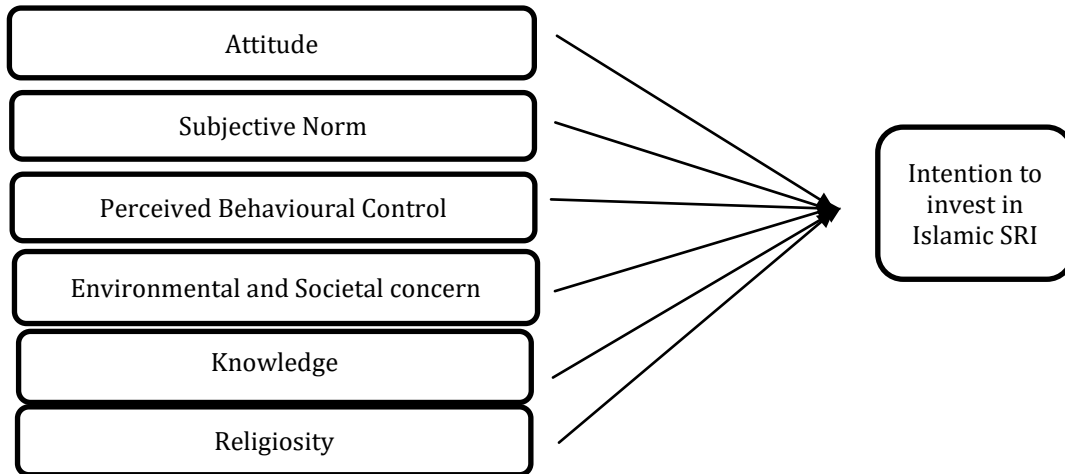 Attitude
Subjective Norm
Perceived Behavioural Control
Environmental and Societal concern
Knowledge
Religiosity
Intention to
invest in
Islamic SRI